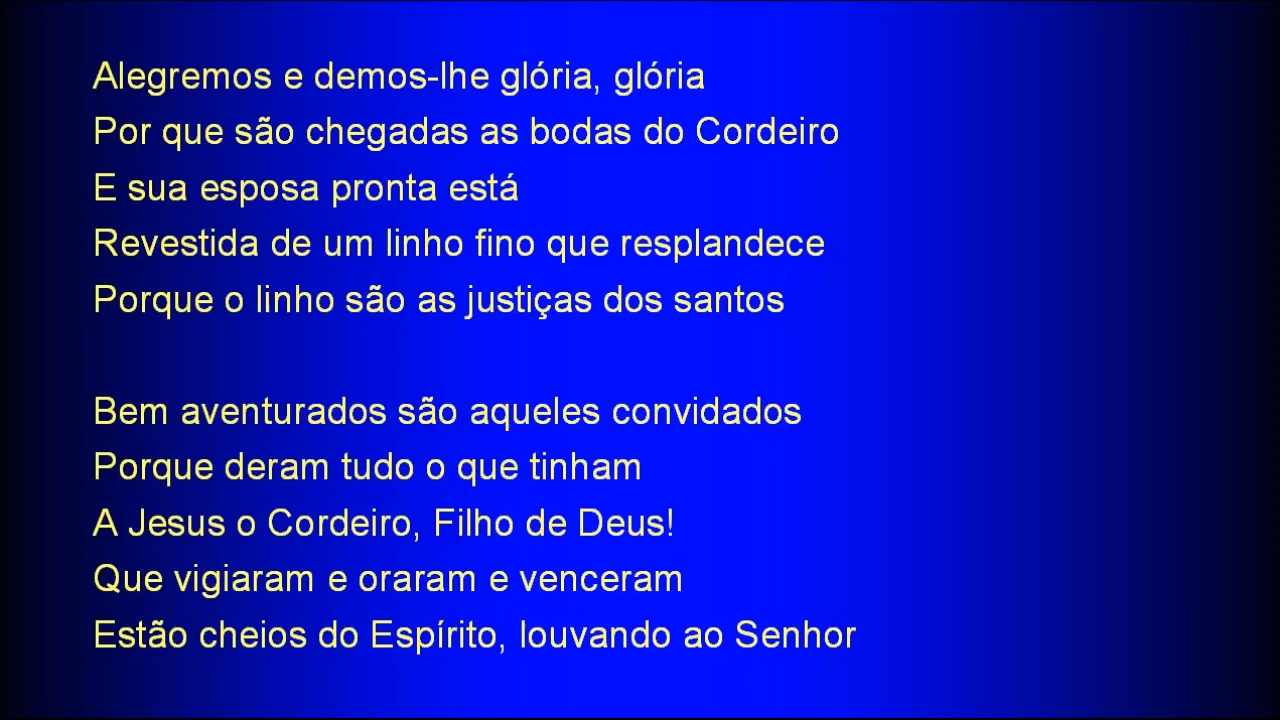 Alegremos e demos-lhe glória, glória
Por que são chegadas as bodas do Cordeiro
E sua esposa pronta está
Revestida de um linho fino que resplandece
Porque o linho são as justiças dos santos
Bem aventurados são aqueles convidados
Porque deram tudo o que tinham
A Jesus o Cordeiro, Filho de Deus!
Que vigiaram e oraram e venceram
Estão cheios do Espírito, louvando ao Senhor